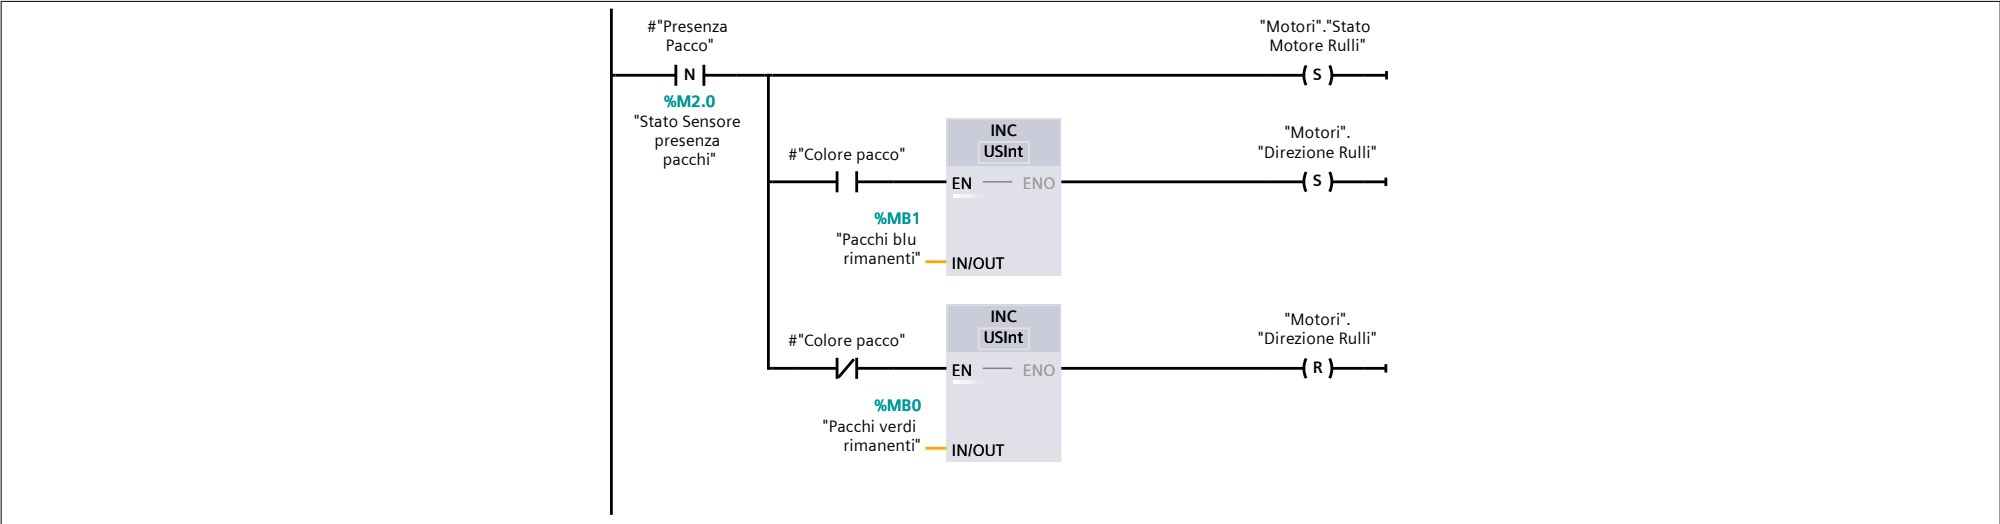 #"Presenza
Pacco"
N
%M2.0
"Stato Sensore
presenza
pacchi"
"Motori"."Stato
Motore Rulli"
S
#"Colore pacco"
INC
USInt
EN
ENO
%MB1
"Pacchi blu
rimanenti"
IN/OUT
"Motori".
"Direzione Rulli"
S
#"Colore pacco"
INC
USInt
EN
ENO
%MB0
"Pacchi verdi
rimanenti"
IN/OUT
"Motori".
"Direzione Rulli"
R